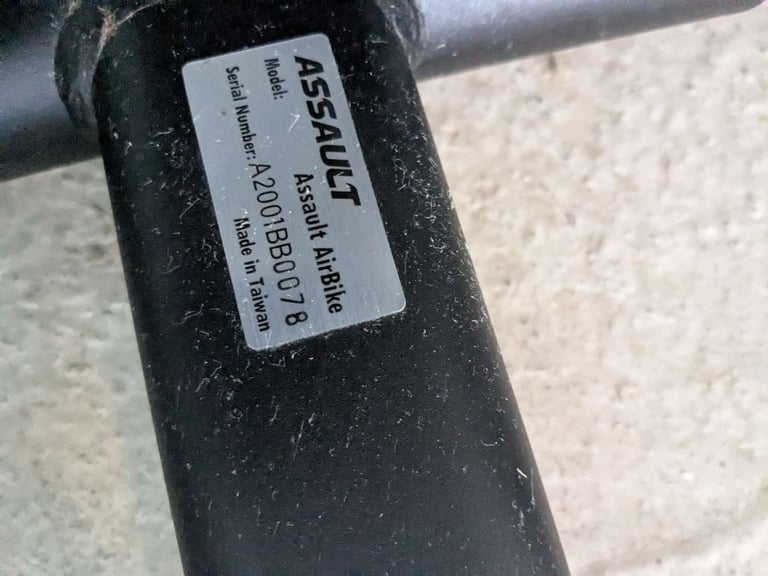 ASSAULT
Model: Assault AirBike
Serial Number: A2001BB0078
Made in Taiwan